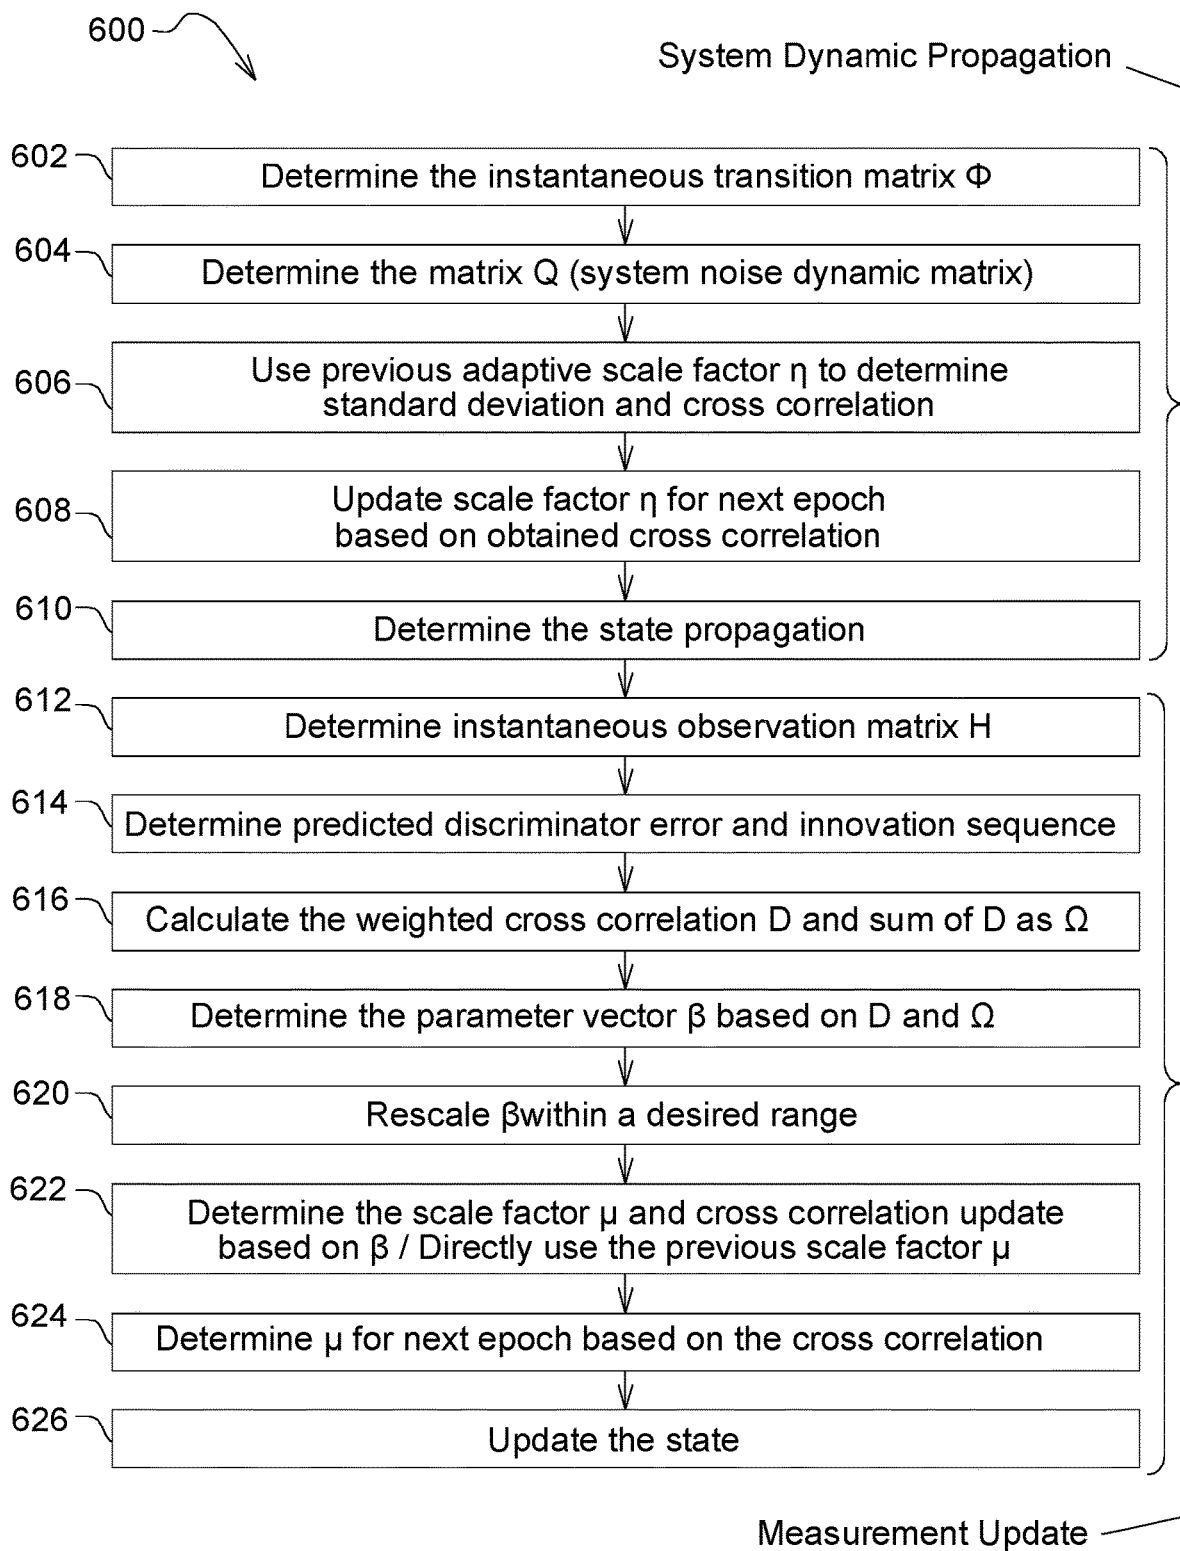 600
System Dynamic Propagation
602
Determine the instantaneous transition matrix Φ
604
Determine the matrix Q (system noise dynamic matrix)
606
Use previous adaptive scale factor η to determine
standard deviation and cross correlation
608
Update scale factor η for next epoch
based on obtained cross correlation
610
Determine the state propagation
612
Determine instantaneous observation matrix H
614
Determine predicted discriminator error and innovation sequence
616
Calculate the weighted cross correlation D and sum of D as Ω
618
Determine the parameter vector β based on D and Ω
620
Rescale βwithin a desired range
622
Determine the scale factor μ and cross correlation update
based on β / Directly use the previous scale factor μ
624
Determine μ for next epoch based on the cross correlation
626
Update the state
Measurement Update